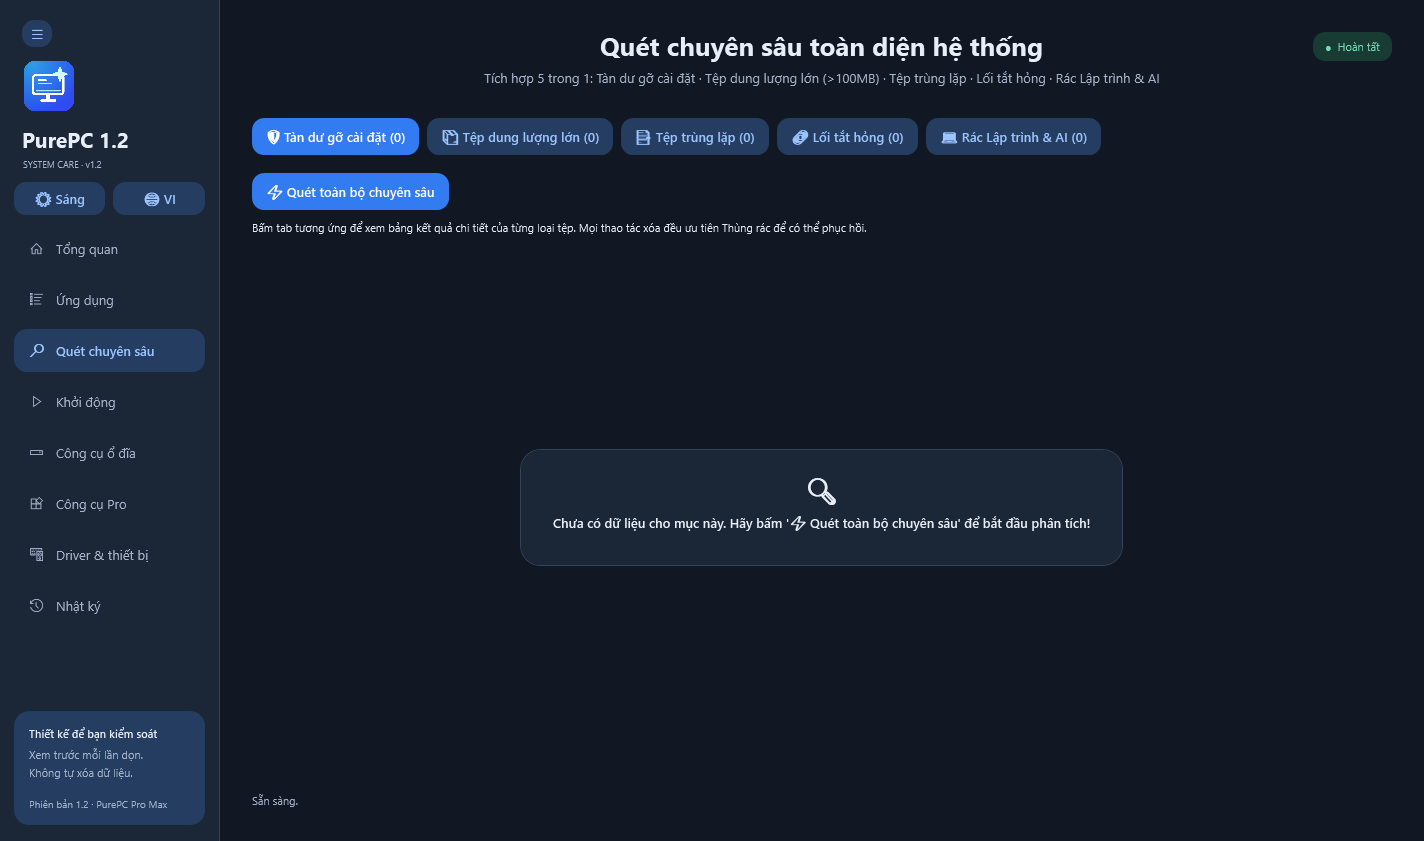 PurePC 1.2
SYSTEM CARE · v1.2
Sáng
VI
Tổng quan
Ứng dụng
Quét chuyên sâu
Khởi động
Công cụ ổ đĩa
Công cụ Pro
Driver & thiết bị
Nhật ký
Thiết kế để bạn kiểm soát
Xem trước mỗi lần dọn.
Không tự xóa dữ liệu.
Phiên bản 1.2 · PurePC Pro Max
Quét chuyên sâu toàn diện hệ thống
Tích hợp 5 trong 1: Tàn dư gỡ cài đặt · Tệp dung lượng lớn (>100MB) · Tệp trùng lặp · Lối tắt hỏng · Rác Lập trình & AI
● Hoàn tất
Tàn dư gỡ cài đặt (0)
Tệp dung lượng lớn (0)
Tệp trùng lặp (0)
Lối tắt hỏng (0)
Rác Lập trình & AI (0)
Quét toàn bộ chuyên sâu
Bấm tab tương ứng để xem bảng kết quả chi tiết của từng loại tệp. Mọi thao tác xóa đều ưu tiên Thùng rác để có thể phục hồi.
Chưa có dữ liệu cho mục này. Hãy bấm '⚡ Quét toàn bộ chuyên sâu' để bắt đầu phân tích!
Sẵn sàng.